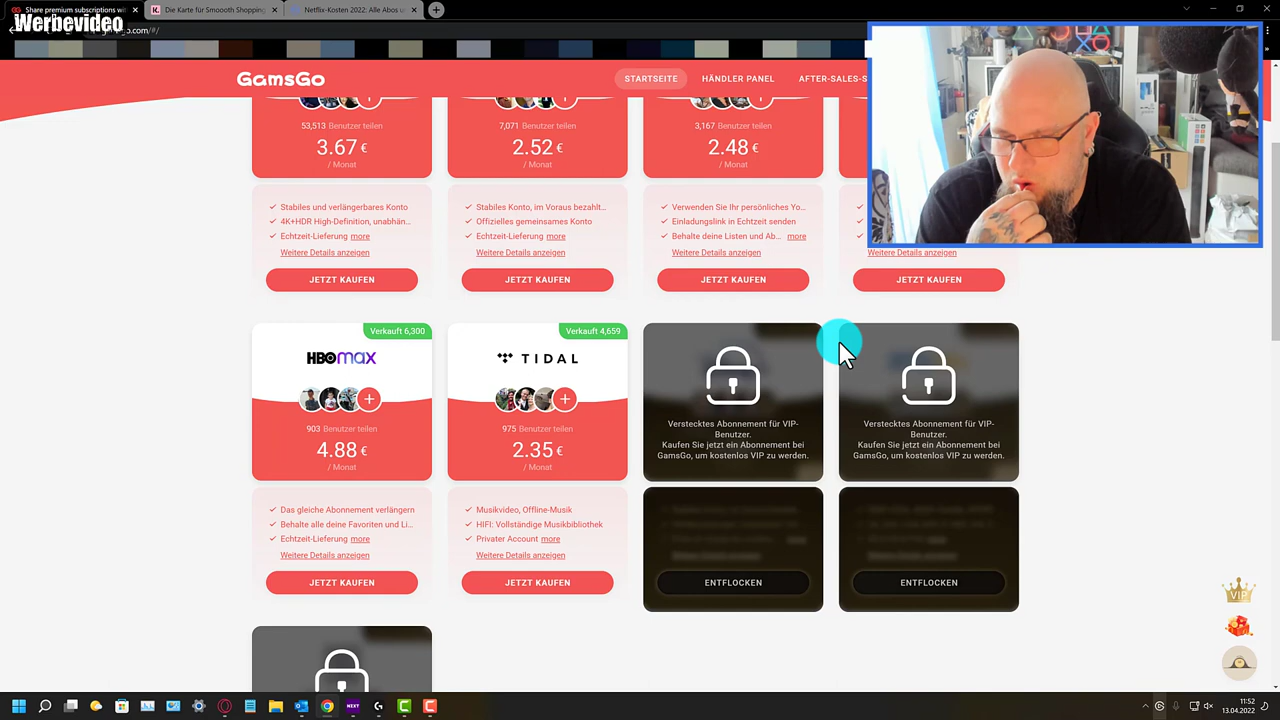 Share premium subscriptions wit
Die Karte für Smoooth Shopping
Netflix-Kosten 2022: Alle Abos u
Werbevideo
go.com/#/
GamsGo
STARTSEITE
HÄNDLER PANEL
AFTER-SALES-S
53,513 Benutzer teilen
3.67 €
/ Monat
Stabiles und verlängerbares Konto
4K+HDR High-Definition, unabhän...
Echtzeit-Lieferung more
Weitere Details anzeigen
JETZT KAUFEN
7,071 Benutzer teilen
2.52 €
/ Monat
Stabiles Konto, im Voraus bezahlt...
Offizielles gemeinsames Konto
Echtzeit-Lieferung more
Weitere Details anzeigen
JETZT KAUFEN
3,167 Benutzer teilen
2.48 €
/ Monat
Verwenden Sie Ihr persönliches Yo...
Einladungslink in Echtzeit senden
Behalte deine Listen und Ab... more
Weitere Details anzeigen
JETZT KAUFEN
Weitere Details anzeigen
JETZT KAUFEN
Verkauft 6,300
HBOmax
903 Benutzer teilen
4.88 €
/ Monat
Das gleiche Abonnement verlängern
Behalte alle deine Favoriten und Li...
Echtzeit-Lieferung more
Weitere Details anzeigen
JETZT KAUFEN
Verkauft 4,659
TIDAL
975 Benutzer teilen
2.35 €
/ Monat
Musikvideo, Offline-Musik
HIFI: Vollständige Musikbibliothek
Privater Account more
Weitere Details anzeigen
JETZT KAUFEN
Verstecktes Abonnement für VIP-
Benutzer.
Kaufen Sie jetzt ein Abonnement bei
GamsGo, um kostenlos VIP zu werden.
ENTFLOCKEN
Verstecktes Abonnement für VIP-
Benutzer.
Kaufen Sie jetzt ein Abonnement bei
GamsGo, um kostenlos VIP zu werden.
ENTFLOCKEN
VIP
NEXT
11:52
13.04.2022